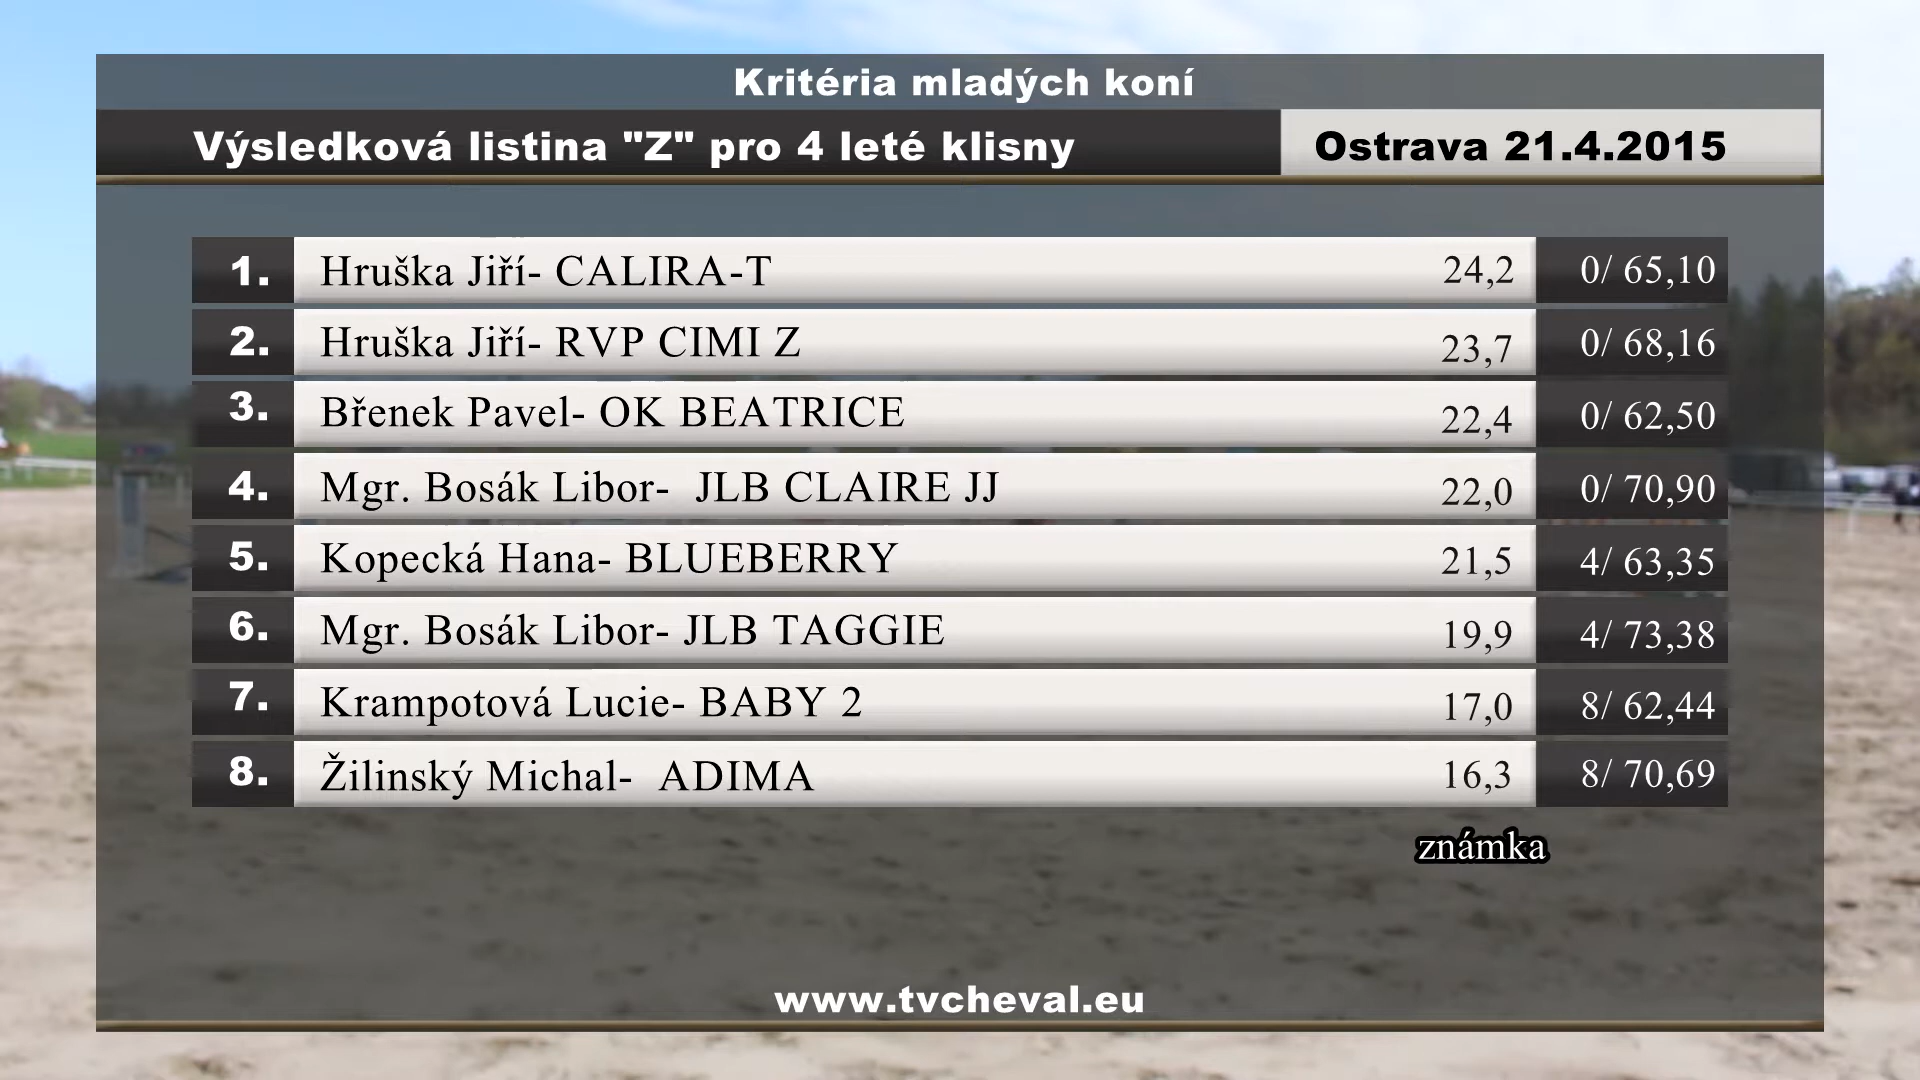 Kritéria mladých koní
Výsledková listina "Z" pro 4 leté klisny Ostrava 21.4.2015
1. Hruška Jiří- CALIRA-T 24,2 0/ 65,10
2. Hruška Jiří- RVP CIMI Z 23,7 0/ 68,16
3. Břenek Pavel- OK BEATRICE 22,4 0/ 62,50
4. Mgr. Bosák Libor- JLB CLAIRE JJ 22,0 0/ 70,90
5. Kopecká Hana- BLUEBERRY 21,5 4/ 63,35
6. Mgr. Bosák Libor- JLB TAGGIE 19,9 4/ 73,38
7. Krampotová Lucie- BABY 2 17,0 8/ 62,44
8. Žilinský Michal- ADIMA 16,3 8/ 70,69
známka
www.tvcheval.eu